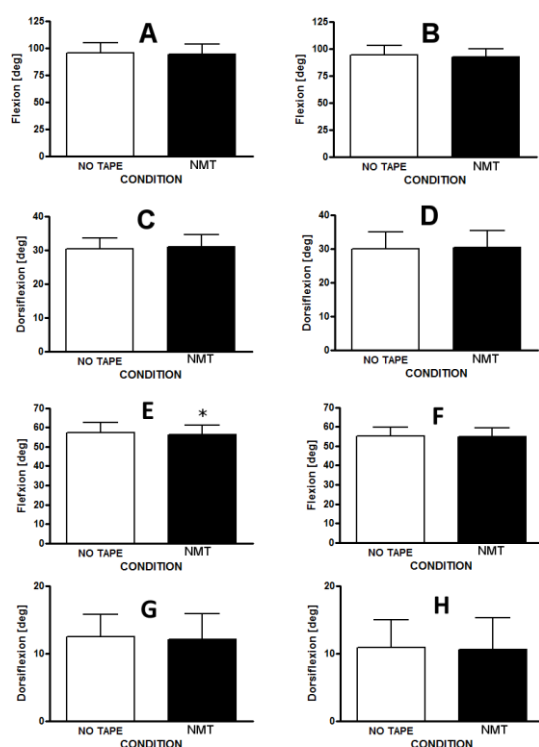 A
Flexion [deg]
125
100
75
50
25
0
NO TAPE NMT
CONDITION
B
Flexion [deg]
125
100
75
50
25
0
NO TAPE NMT
CONDITION
C
Dorsiflexion [deg]
40
30
20
10
0
NO TAPE NMT
CONDITION
D
Dorsiflexion [deg]
40
30
20
10
0
NO TAPE NMT
CONDITION
E
*
Flefxion [deg]
70
60
50
40
30
20
10
0
NO TAPE NMT
CONDITION
F
Flexion [deg]
70
60
50
40
30
20
10
0
NO TAPE NMT
CONDITION
G
Dorsiflexion [deg]
20
10
0
NO TAPE NMT
CONDITION
H
Dorsiflexion [deg]
20
10
0
NO TAPE NMT
CONDITION